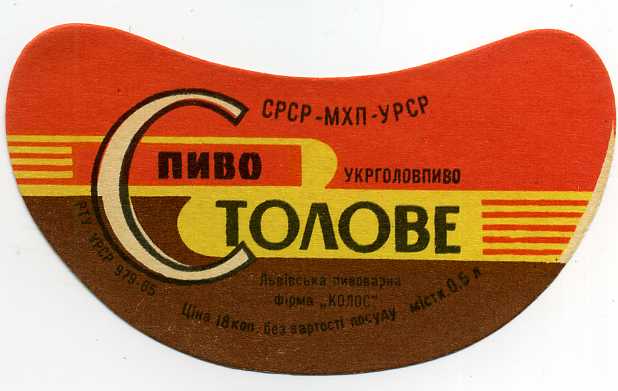 СРСР-МХП-УРСР
ПИВО
УКРГОЛОВПИВО
СТОЛОВЕ
РТУ УРСР 979-65
Львівська пивоварна
фірма „КОЛОС"
Ціна 18 коп. без вартості посуду містк. 0,5 л